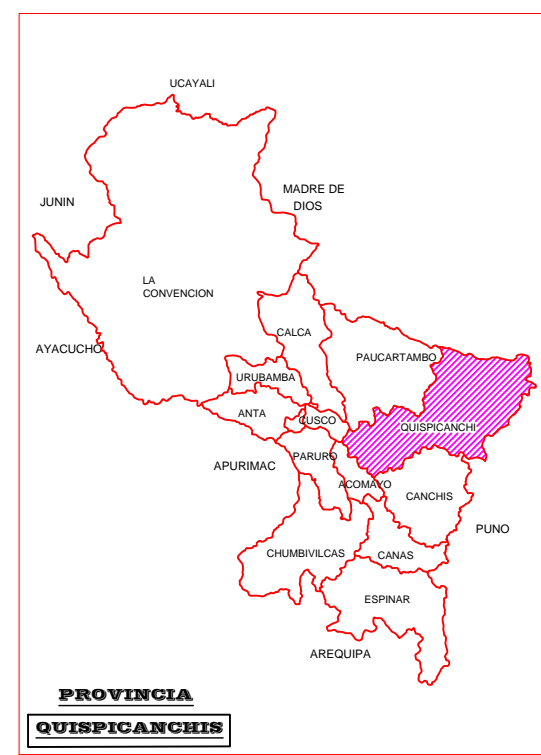 UCAYALI
MADRE DE
DIOS
JUNIN
LA
CONVENCION
CALCA
AYACUCHO
PAUCARTAMBO
URUBAMBA
ANTA
CUSCO
QUISPICANCHI
PARURO
APURIMAC
ACOMAYO
CANCHIS
PUNO
CHUMBIVILCAS
CANAS
ESPINAR
AREQUIPA
PROVINCIA
QUISPICANCHIS